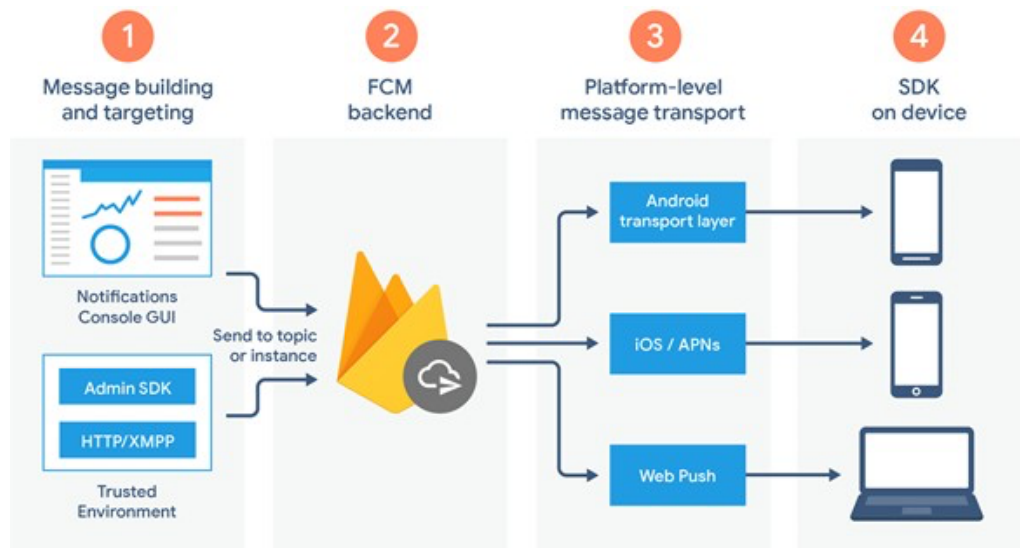 1
Message building
and targeting
2
FCM
backend
3
Platform-level
message transport
4
SDK
on device
Notifications
Console GUI
Send to topic
or instance
Admin SDK
HTTP/XMPP
Trusted
Environment
Android
transport layer
iOS / APNs
Web Push